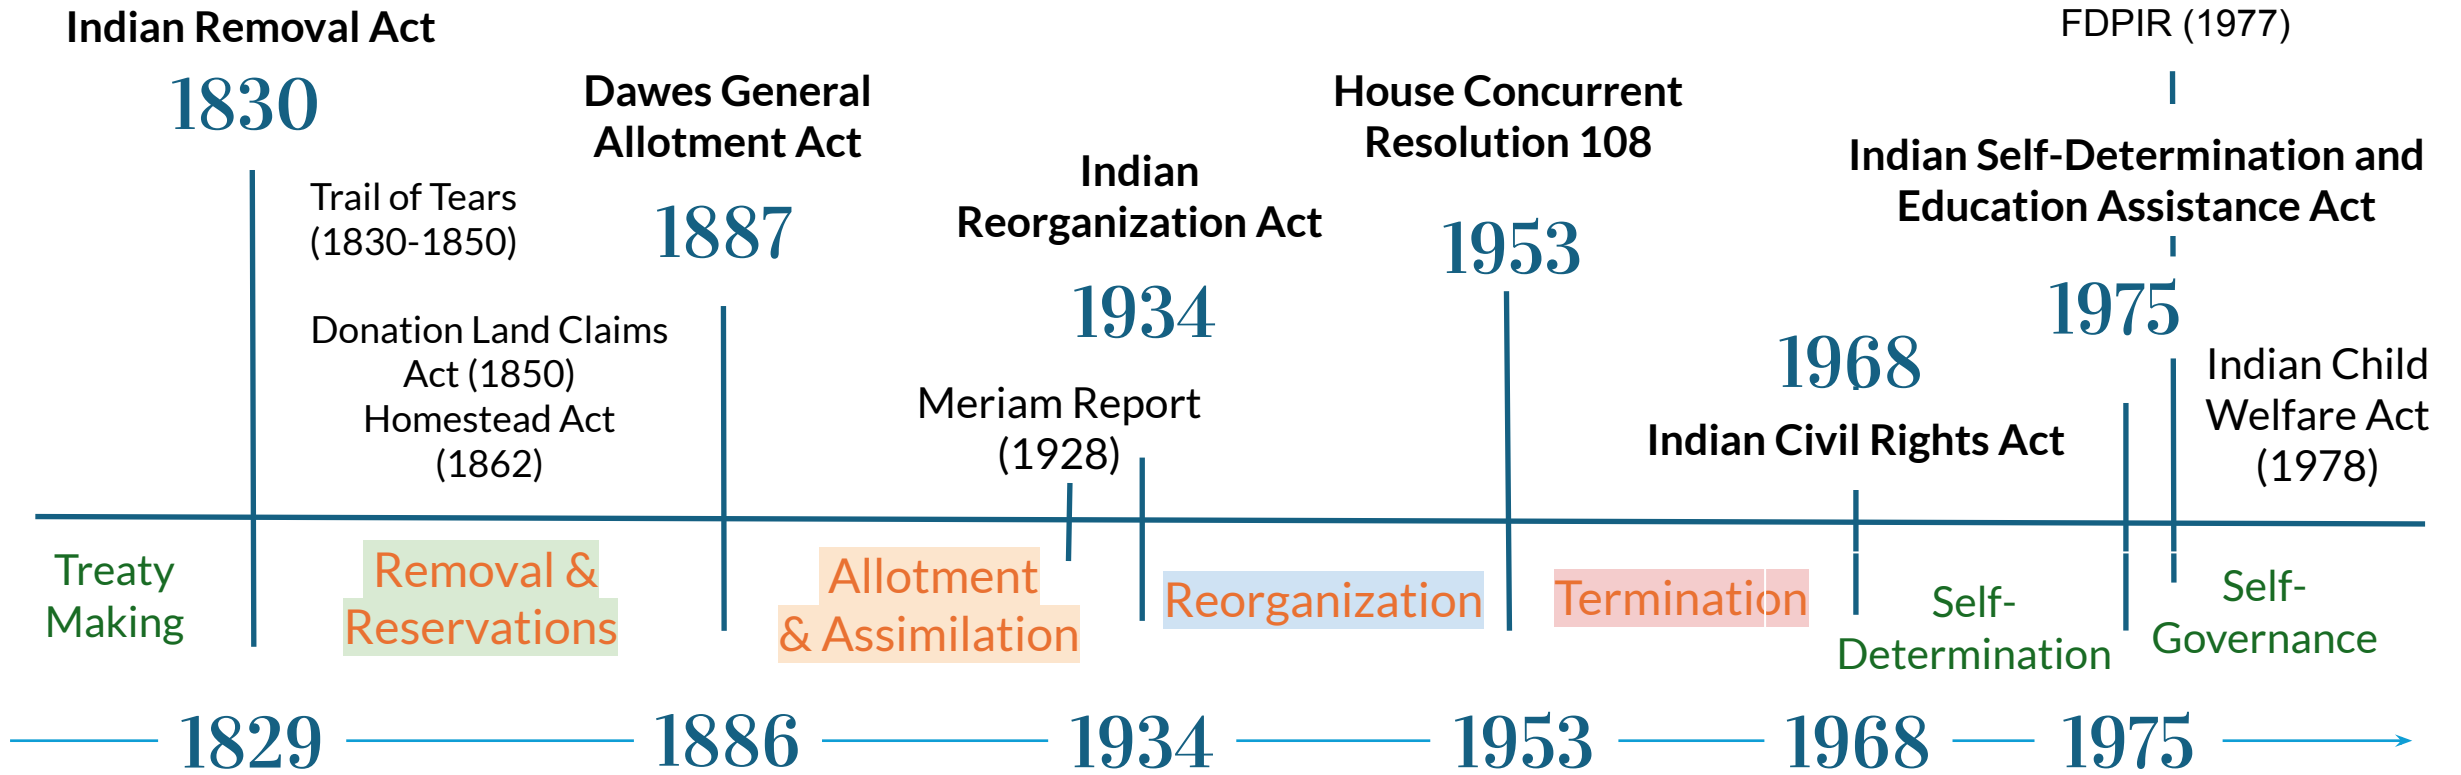 Indian Removal Act
1830
Trail of Tears
(1830-1850)
Donation Land Claims
Act (1850)
Homestead Act
(1862)
Dawes General
Allotment Act
1887
Indian
Reorganization Act
1934
Meriam Report
(1928)
House Concurrent
Resolution 108
1953
1968
Indian Civil Rights Act
FDPIR (1977)
Indian Self-Determination and
Education Assistance Act
1975
Indian Child
Welfare Act
(1978)
Treaty
Making
Removal &
Reservations
Allotment
& Assimilation
Reorganization
Termination
Self-
Determination
Self-
Governance
1829
1886
1934
1953
1968
1975